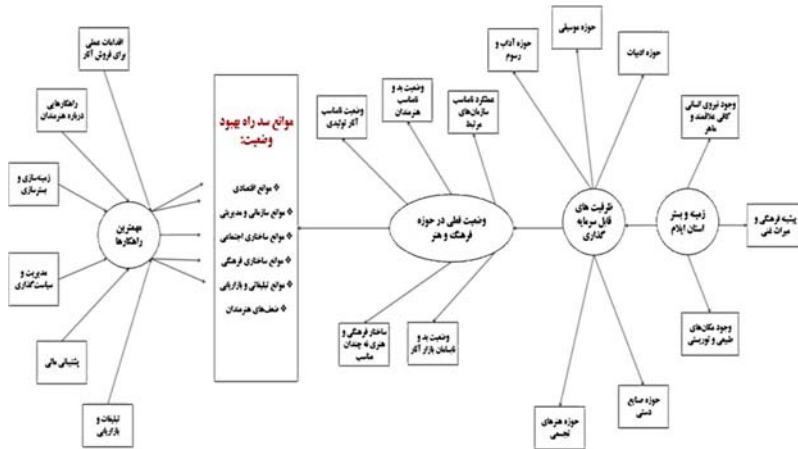 وجود نیروی انسانی
کافی علاقمند و
ماهر
پیشینه فرهنگی و
میراث غنی
وجود مکان‌های
طبیعی و توریستی
زمینه و بستر
استان ایلام
حوزه ادبیات
حوزه موسیقی
حوزه آداب و
رسوم
ظرفیت های
قابل سرمایه
گذاری
حوزه صنایع
دستی
حوزه هنرهای
تجسمی
عملکرد نامناسب
سازمان‌های
مرتبط
وضعیت بد و
نامناسب
هنرمندان
وضعیت نامناسب
آثار تولیدی
وضعیت فعلی در حوزه
فرهنگ و هنر
وضعیت بد و
نابسامان بازار آثار
ساختار فرهنگی و
هنری نه چندان
مناسب
موانع سد راه بهبود
وضعیت:
❖ موانع اقتصادی
❖ موانع سازمانی و مدیریتی
❖ موانع ساختاری اجتماعی
❖ موانع ساختاری فرهنگی
❖ موانع تبلیغاتی و بازاریابی
❖ ضعف‌های هنرمندان
مهمترین
راهکارها
اقدامات عملی
برای فروش آثار
راهکارهایی
درباره هنرمندان
زمینه‌سازی و
بسترسازی
مدیریت و
سیاست‌گذاری
پشتیبانی مالی
تبلیغات و
بازاریابی